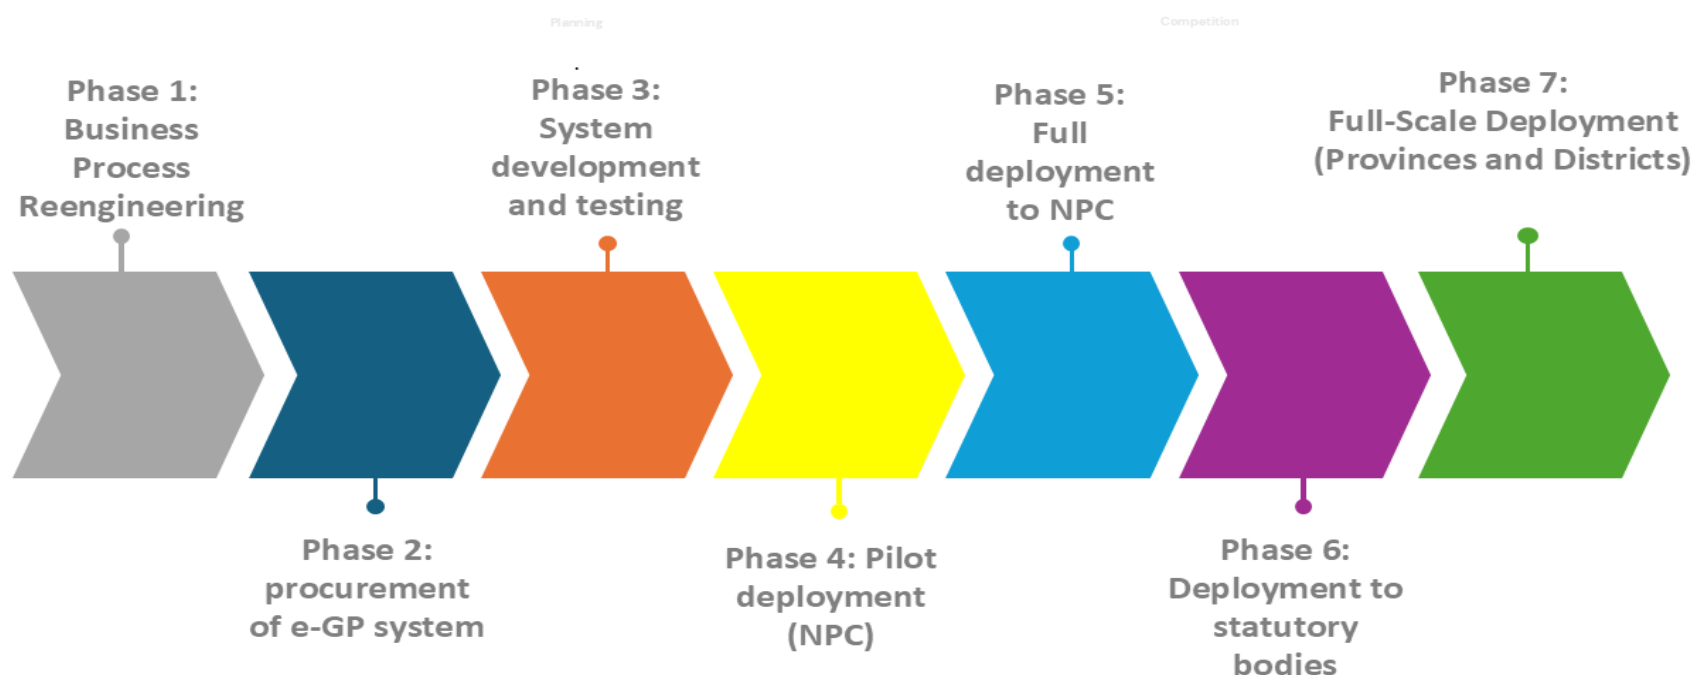 Planning
Competition
.
Phase 1:
Business
Process
Reengineering
Phase 2:
procurement
of e-GP system
Phase 3:
System
development
and testing
Phase 4: Pilot
deployment
(NPC)
Phase 5:
Full
deployment
to NPC
Phase 6:
Deployment to
statutory
bodies
Phase 7:
Full-Scale Deployment
(Provinces and Districts)